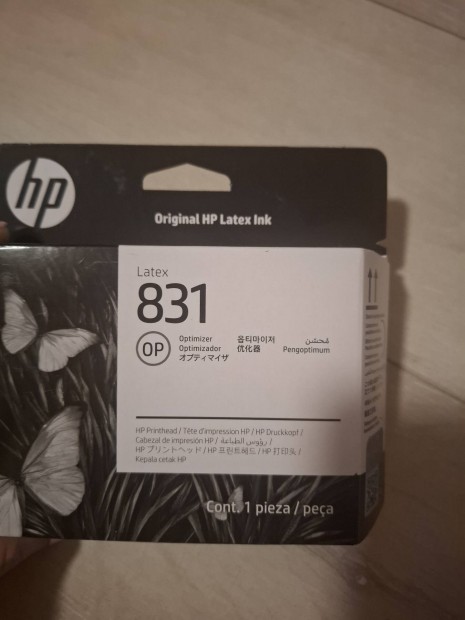 hp
Original HP Latex Ink
Latex
831
OP
Optimizer 옵티마이저 مُحسّن
Optimizador 优化器 Pengoptimum
オプティマイザ
HP Printhead / Tête d'impression HP / HP Druckkopf /
Cabezal de impresión HP / رؤوس الطباعة /
HP プリントヘッド / HP 프린트헤드 / HP 打印头 /
Kepala cetak HP
Cont. 1 pieza / peça